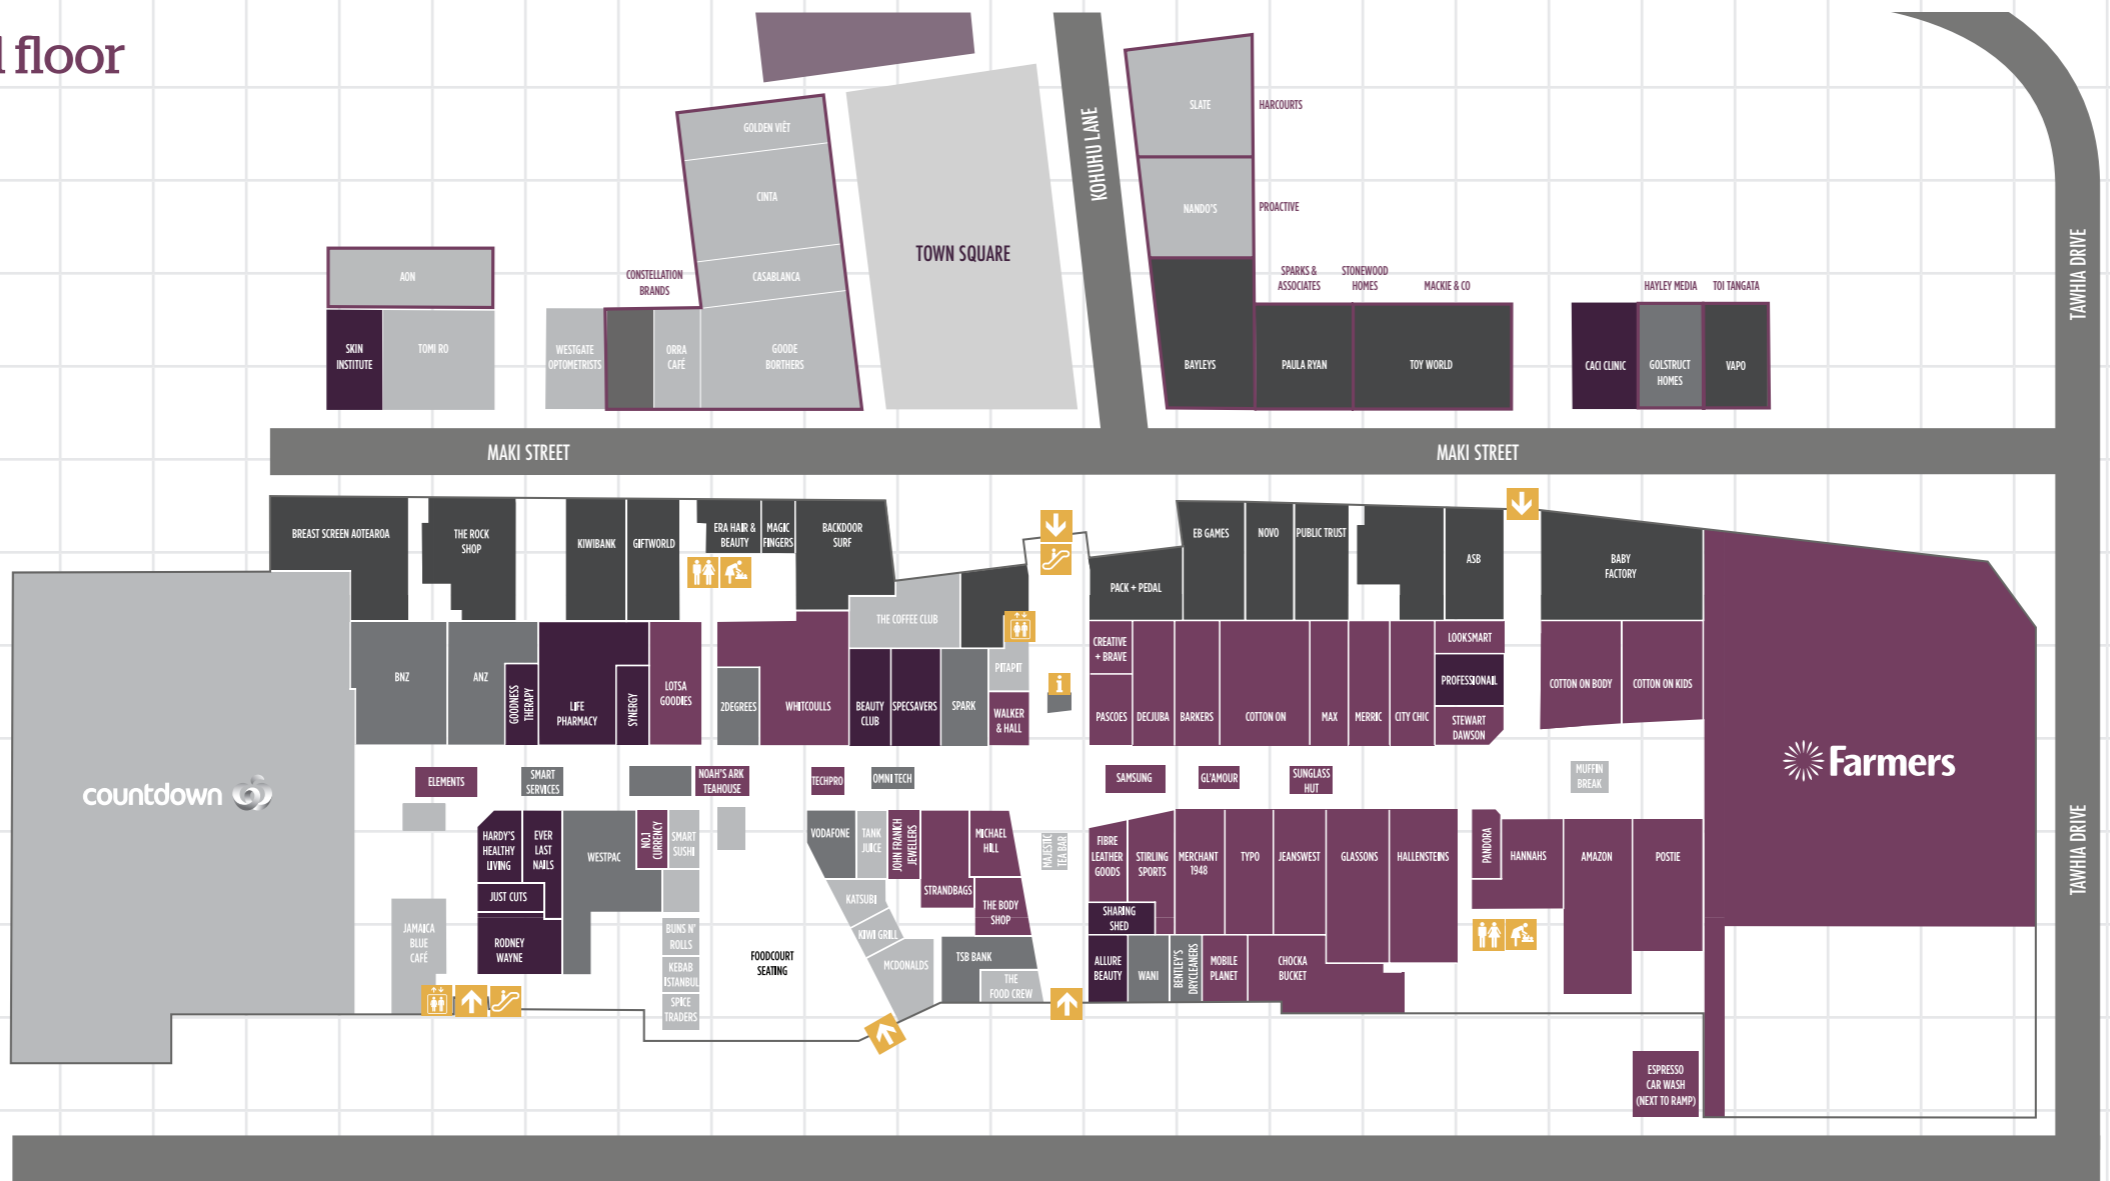 l floor
GOLDEN VIÊT
CINTA
CASABLANCA
GOODE
BORTHERS
CONSTELLATION
BRANDS
ORRA
CAFÉ
WESTGATE
OPTOMETRISTS
AON
SKIN
INSTITUTE
TOMI RO
TOWN SQUARE
KOHUHU LANE
SLATE
HARCOURTS
NANDO'S
PROACTIVE
BAYLEYS
SPARKS &
ASSOCIATES
STONEWOOD
HOMES
MACKIE & CO
PAULA RYAN
TOY WORLD
HAYLEY MEDIA
TOI TANGATA
CACI CLINIC
GOLSTRUCT
HOMES
VAPO
TAWHIA DRIVE
MAKI STREET
MAKI STREET
BREAST SCREEN AOTEAROA
THE ROCK
SHOP
KIWIBANK
GIFTWORLD
ERA HAIR &
BEAUTY
MAGIC
FINGERS
BACKDOOR
SURF
THE COFFEE CLUB
PACK + PEDAL
EB GAMES
NOVO
PUBLIC TRUST
ASB
BABY
FACTORY
BNZ
ANZ
GOODNESS
THERAPY
LIFE
PHARMACY
SYNERGY
LOTSA
GOODIES
2DEGREES
WHITCOULLS
BEAUTY
CLUB
SPECSAVERS
SPARK
PITAPIT
WALKER
& HALL
i
CREATIVE
+ BRAVE
PASCOES
DECJUBA
BARKERS
COTTON ON
MAX
MERRIC
CITY CHIC
LOOKSMART
PROFESSIONAIL
STEWART
DAWSON
COTTON ON BODY
COTTON ON KIDS
Farmers
countdown
ELEMENTS
SMART
SERVICES
NOAH'S ARK
TEAHOUSE
TECHPRO
OMNI TECH
SAMSUNG
GL'AMOUR
SUNGLASS
HUT
MUFFIN
BREAK
TAWHIA DRIVE
HARDY'S
HEALTHY
LIVING
EVER
LAST
NAILS
JUST CUTS
RODNEY
WAYNE
WESTPAC
NO.1
CURRENCY
SMART
SUSHI
BUNS N'
ROLLS
KEBAB
ISTANBUL
SPICE
TRADERS
JAMAICA
BLUE
CAFÉ
FOODCOURT
SEATING
VODAFONE
TANK
JUICE
JOHN FRANICH
JEWELLERS
MICHAEL
HILL
STRANDBAGS
THE BODY
SHOP
KATSUBI
KIWI GRILL
MCDONALDS
TSB BANK
THE
FOOD CREW
MAJESTIC
TEA BAR
FIBRE
LEATHER
GOODS
STIRLING
SPORTS
MERCHANT
1948
TYPO
JEANSWEST
GLASSONS
HALLENSTEINS
SHARING
SHED
ALLURE
BEAUTY
WANI
BENTLEY'S
DRYCLEANERS
MOBILE
PLANET
CHOCKA
BUCKET
PANDORA
HANNAHS
AMAZON
POSTIE
ESPRESSO
CAR WASH
(NEXT TO RAMP)